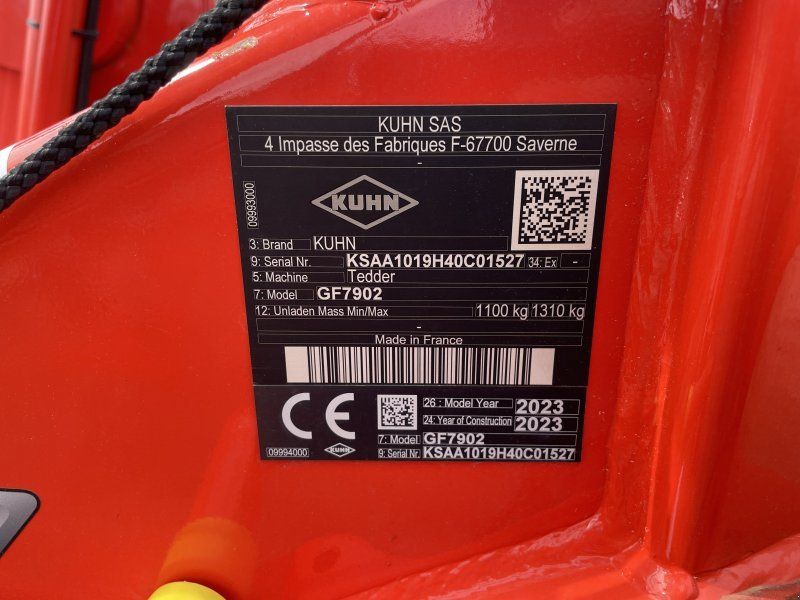 KUHN SAS
4 Impasse des Fabriques F-67700 Saverne
-
09993000
KUHN
3: Brand KUHN
9: Serial Nr. KSAA1019H40C01527 34: Ex -
5: Machine Tedder
7: Model GF7902
12: Unladen Mass Min/Max 1100 kg 1310 kg
-
Made in France
CE
26 : Model Year 2023
24: Year of Construction 2023
7: Model GF7902
09994000 KUHN 9: Serial Nr. KSAA1019H40C01527